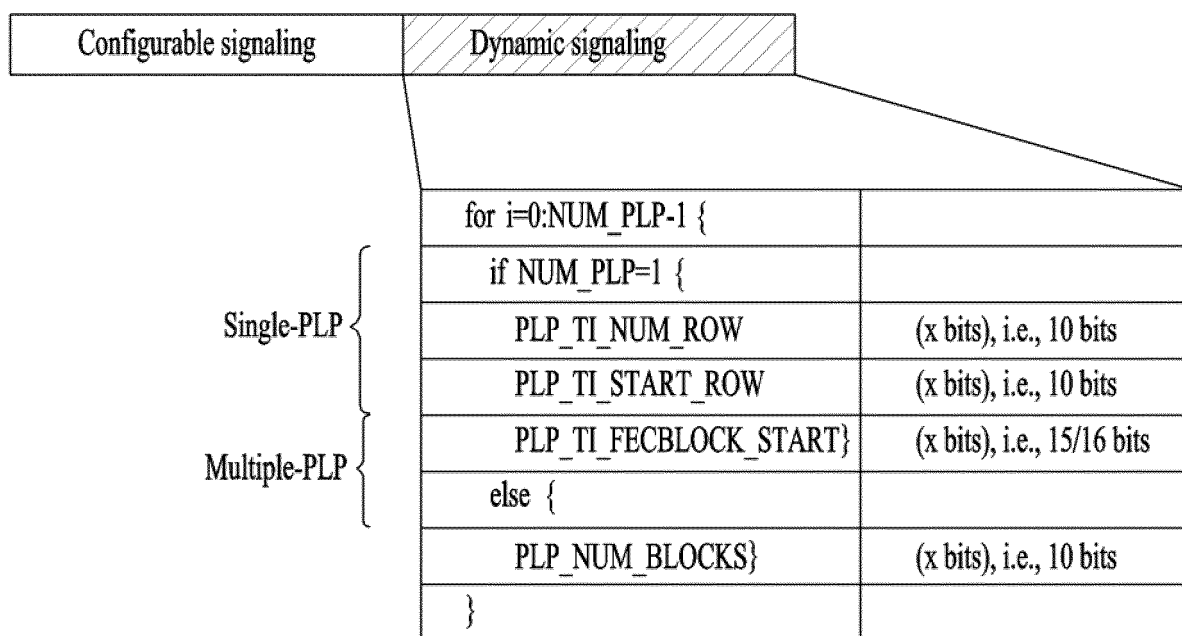 Configurable signaling Dynamic signaling
for i=0:NUM_PLP-1 {
if NUM_PLP=1 {
Single-PLP
PLP_TI_NUM_ROW (x bits), i.e., 10 bits
PLP_TI_START_ROW (x bits), i.e., 10 bits
PLP_TI_FECBLOCK_START} (x bits), i.e., 15/16 bits
Multiple-PLP
else {
PLP_NUM_BLOCKS} (x bits), i.e., 10 bits
}